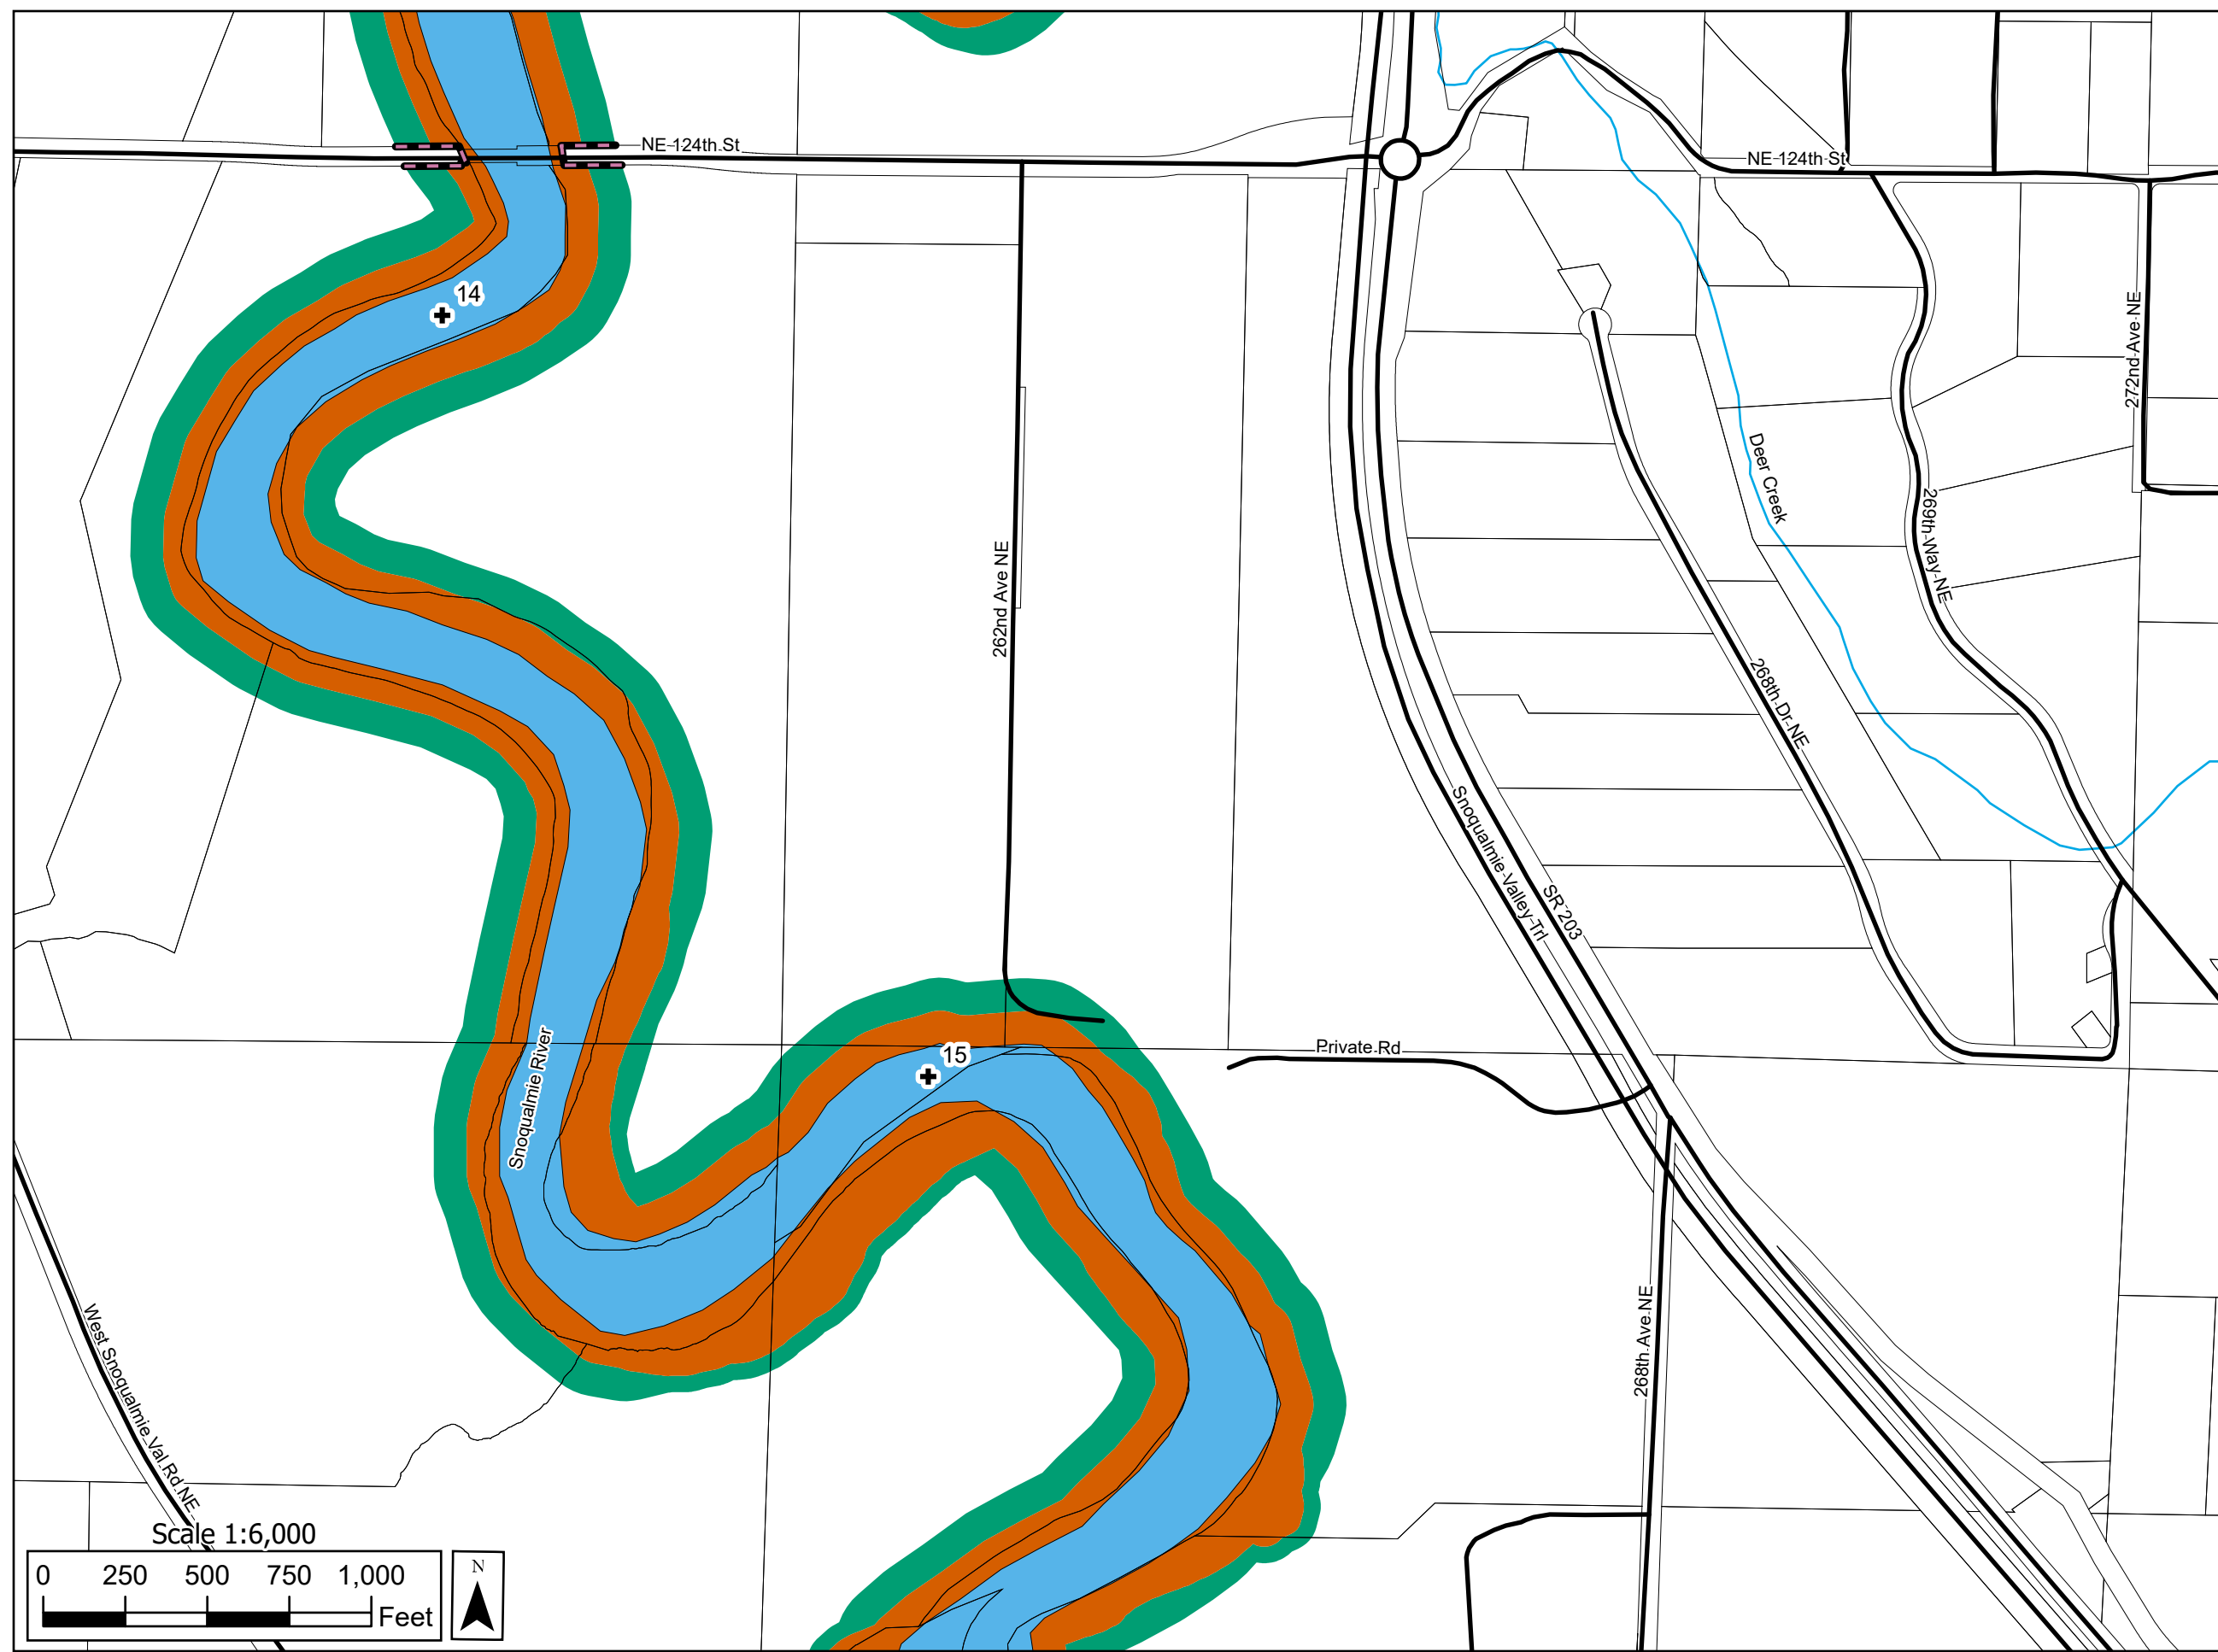 NE 124th St
NE 124th St
14
272nd Ave NE
Deer Creek
269th Way NE
262nd Ave NE
268th Dr NE
Snoqualmie Valley Trl
SR 203
Snoqualmie River
15
Private Rd
268th Ave NE
West Snoqualmie Val Rd NE
Scale 1:6,000
0 250 500 750 1,000
Feet
N